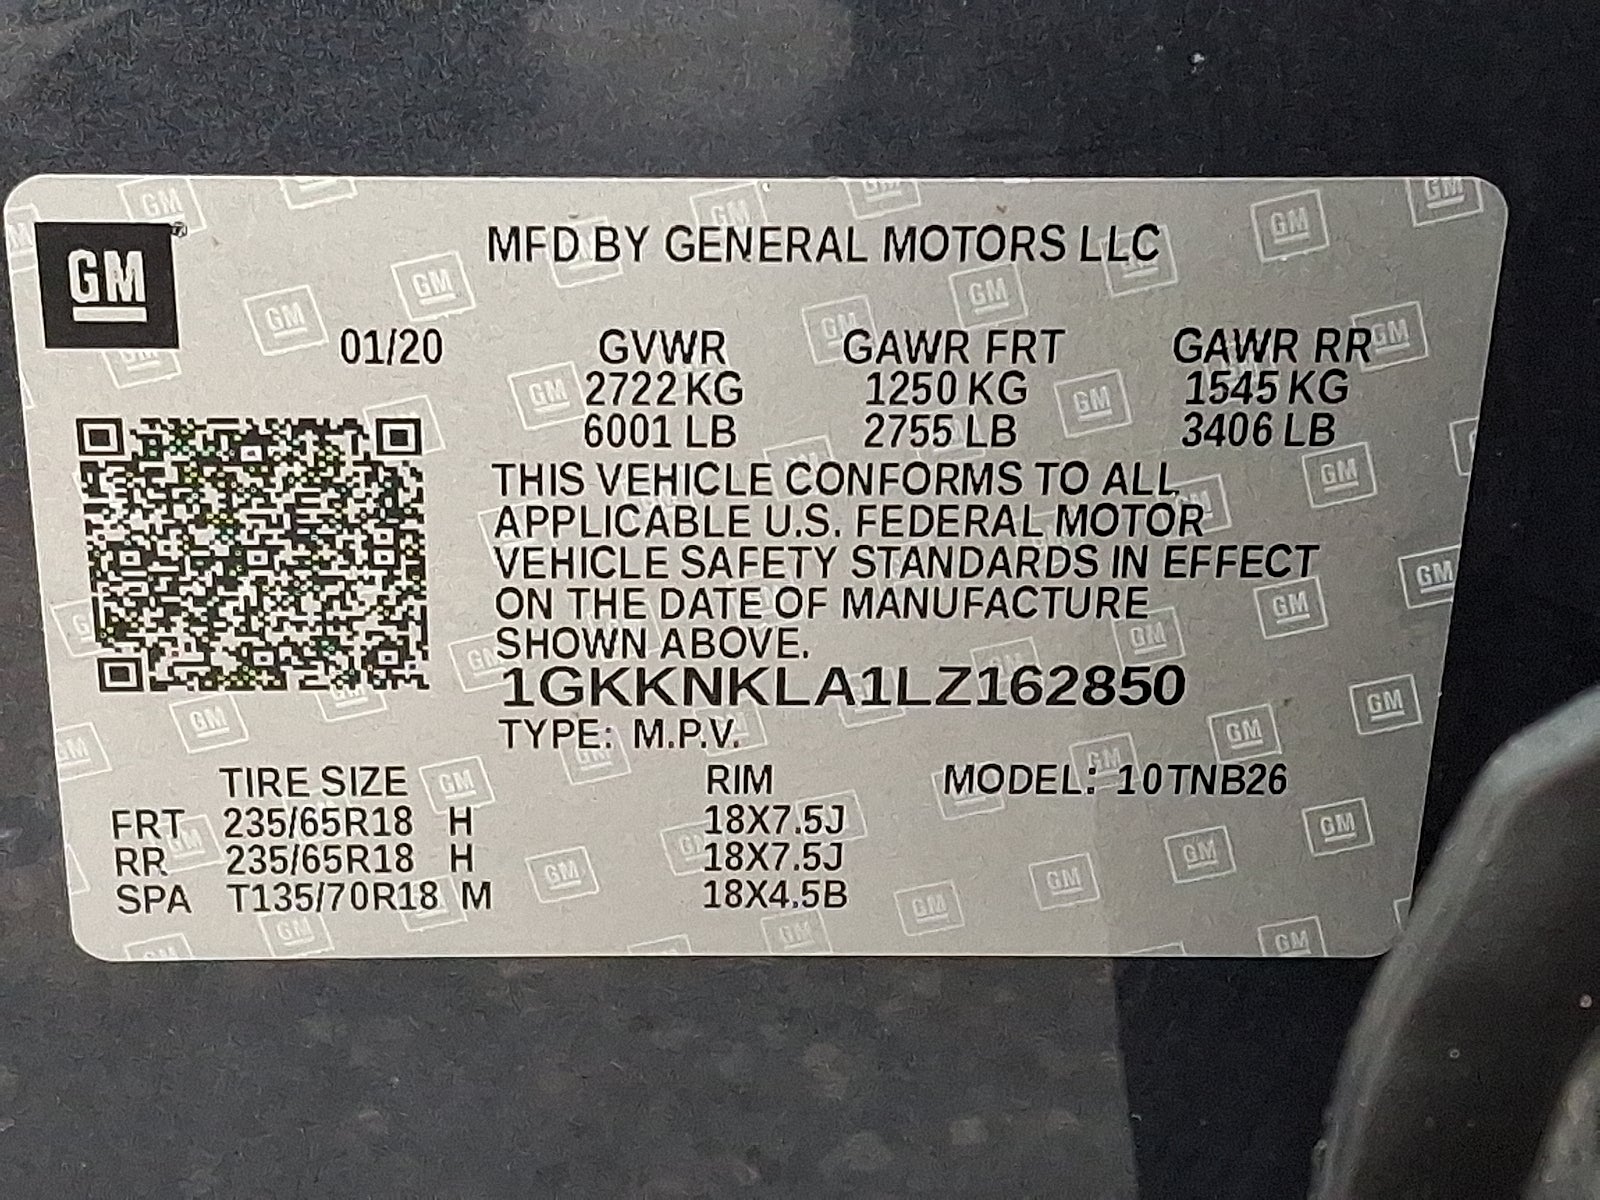 GM
MFD BY GENERAL MOTORS LLC
01/20 GVWR GAWR FRT GAWR RR
2722 KG 1250 KG 1545 KG
6001 LB 2755 LB 3406 LB
THIS VEHICLE CONFORMS TO ALL
APPLICABLE U.S. FEDERAL MOTOR
VEHICLE SAFETY STANDARDS IN EFFECT
ON THE DATE OF MANUFACTURE
SHOWN ABOVE.
1GKKNKLA1LZ162850
TYPE: M.P.V.
TIRE SIZE RIM MODEL: 10TNB26
FRT 235/65R18 H 18X7.5J
RR 235/65R18 H 18X7.5J
SPA T135/70R18 M 18X4.5B